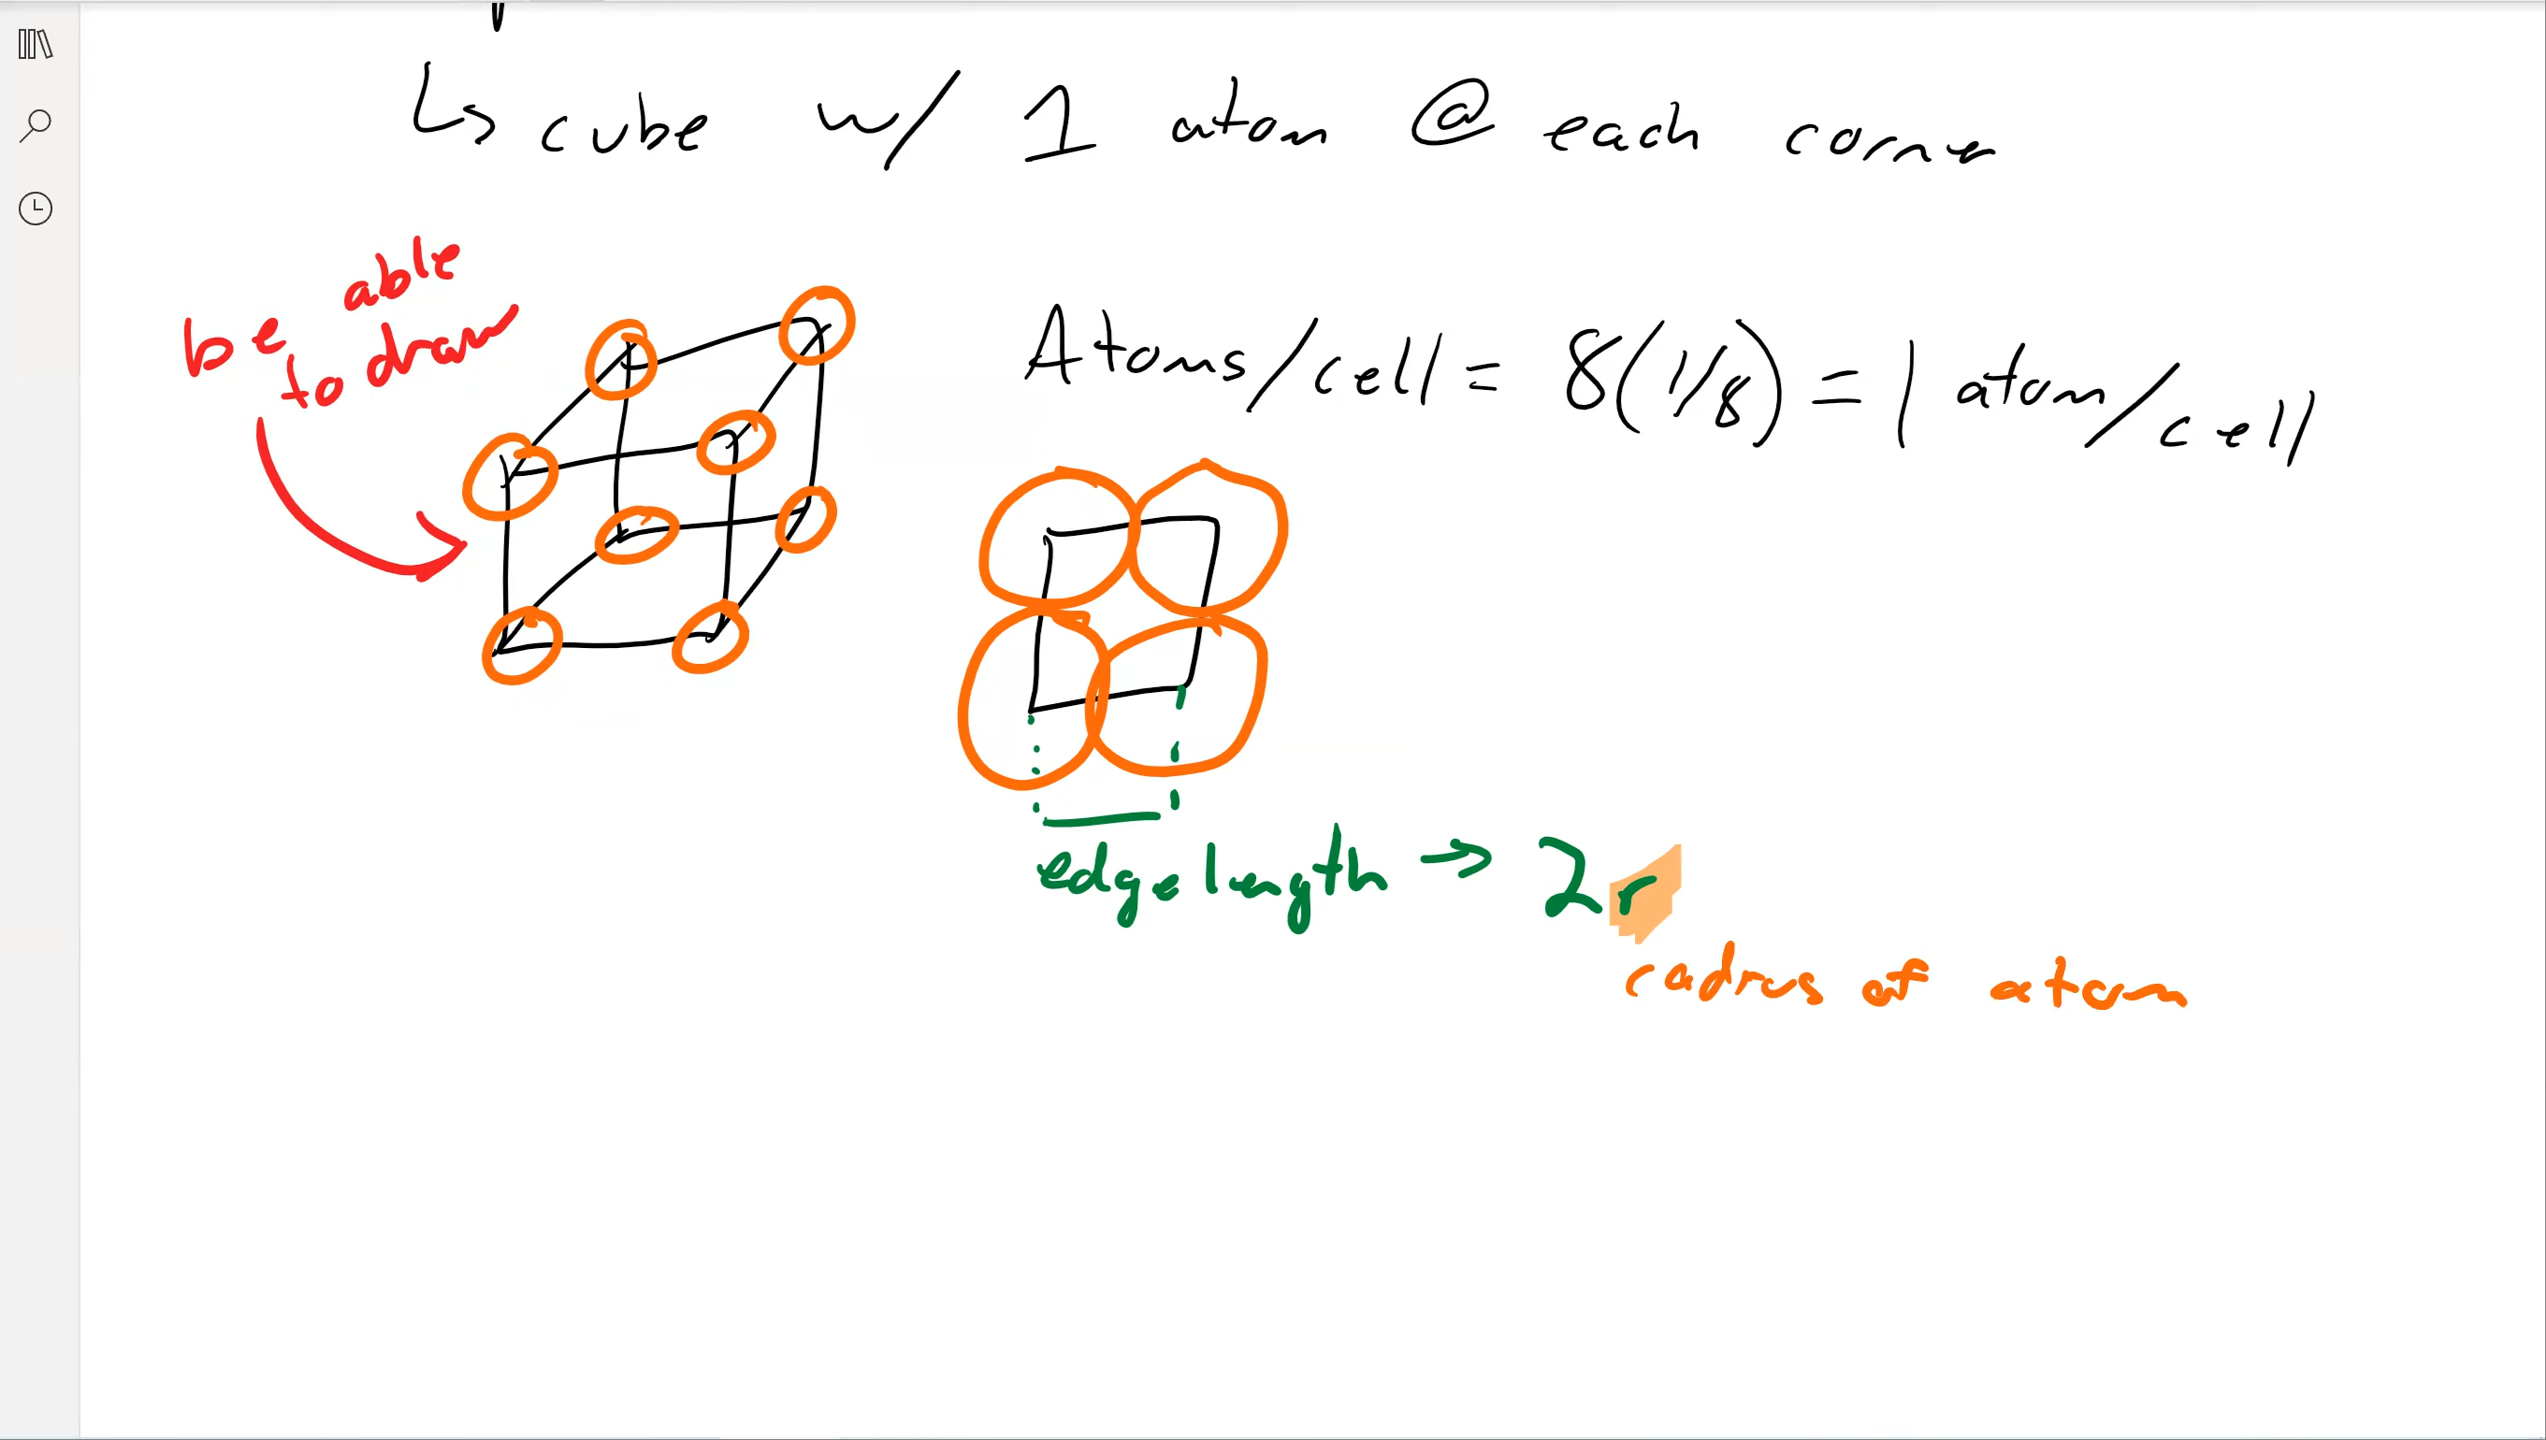 ↳ cube w/ 1 atom @ each corner
be able
to draw
Atoms/cell = 8(1/8) = 1 atom/cell
edge length → 2r
radius of atom